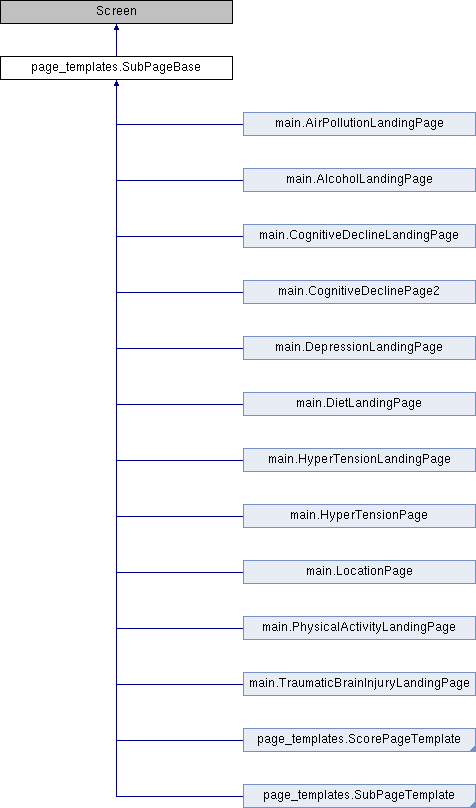 Screen
page_templates.SubPageBase
main.AirPollutionLandingPage
main.AlcoholLandingPage
main.CognitiveDeclineLandingPage
main.CognitiveDeclinePage2
main.DepressionLandingPage
main.DietLandingPage
main.HyperTensionLandingPage
main.HyperTensionPage
main.LocationPage
main.PhysicalActivityLandingPage
main.TraumaticBrainInjuryLandingPage
page_templates.ScorePageTemplate
page_templates.SubPageTemplate